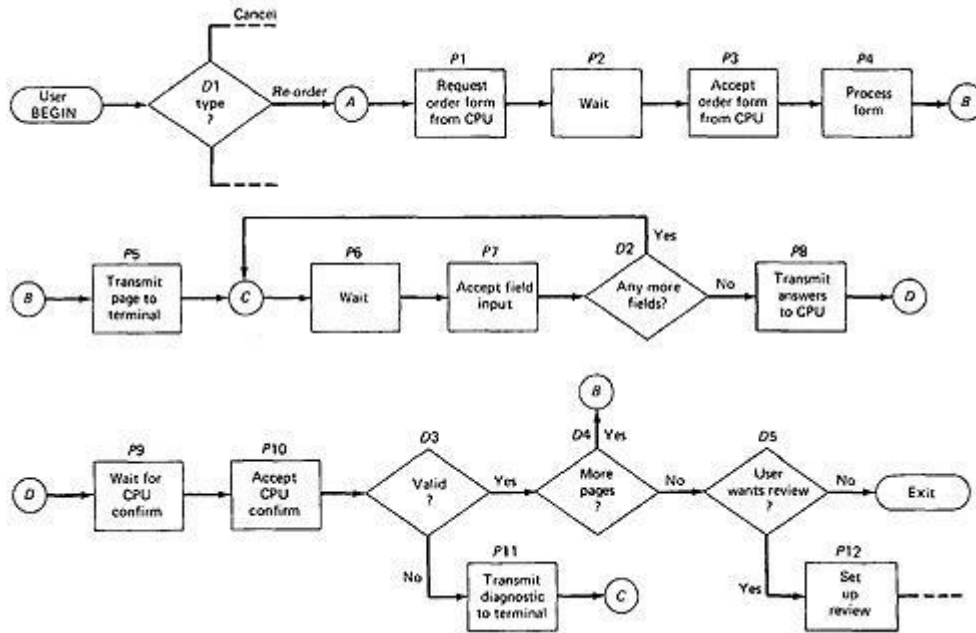 Cancel
User
BEGIN
D1
type
?
Re-order
A
P1
Request
order form
from CPU
P2
Wait
P3
Accept
order form
from CPU
P4
Process
form
B
B
P5
Transmit
page to
terminal
C
P6
Wait
P7
Accept field
input
D2
Any more
fields?
Yes
No
P8
Transmit
answers
to CPU
D
D
P9
Wait for
CPU
confirm
P10
Accept
CPU
confirm
D3
Valid
?
Yes
No
P11
Transmit
diagnostic
to terminal
C
B
D4
Yes
More
pages
?
No
D5
User
wants review
?
No
Exit
Yes
P12
Set
up
review